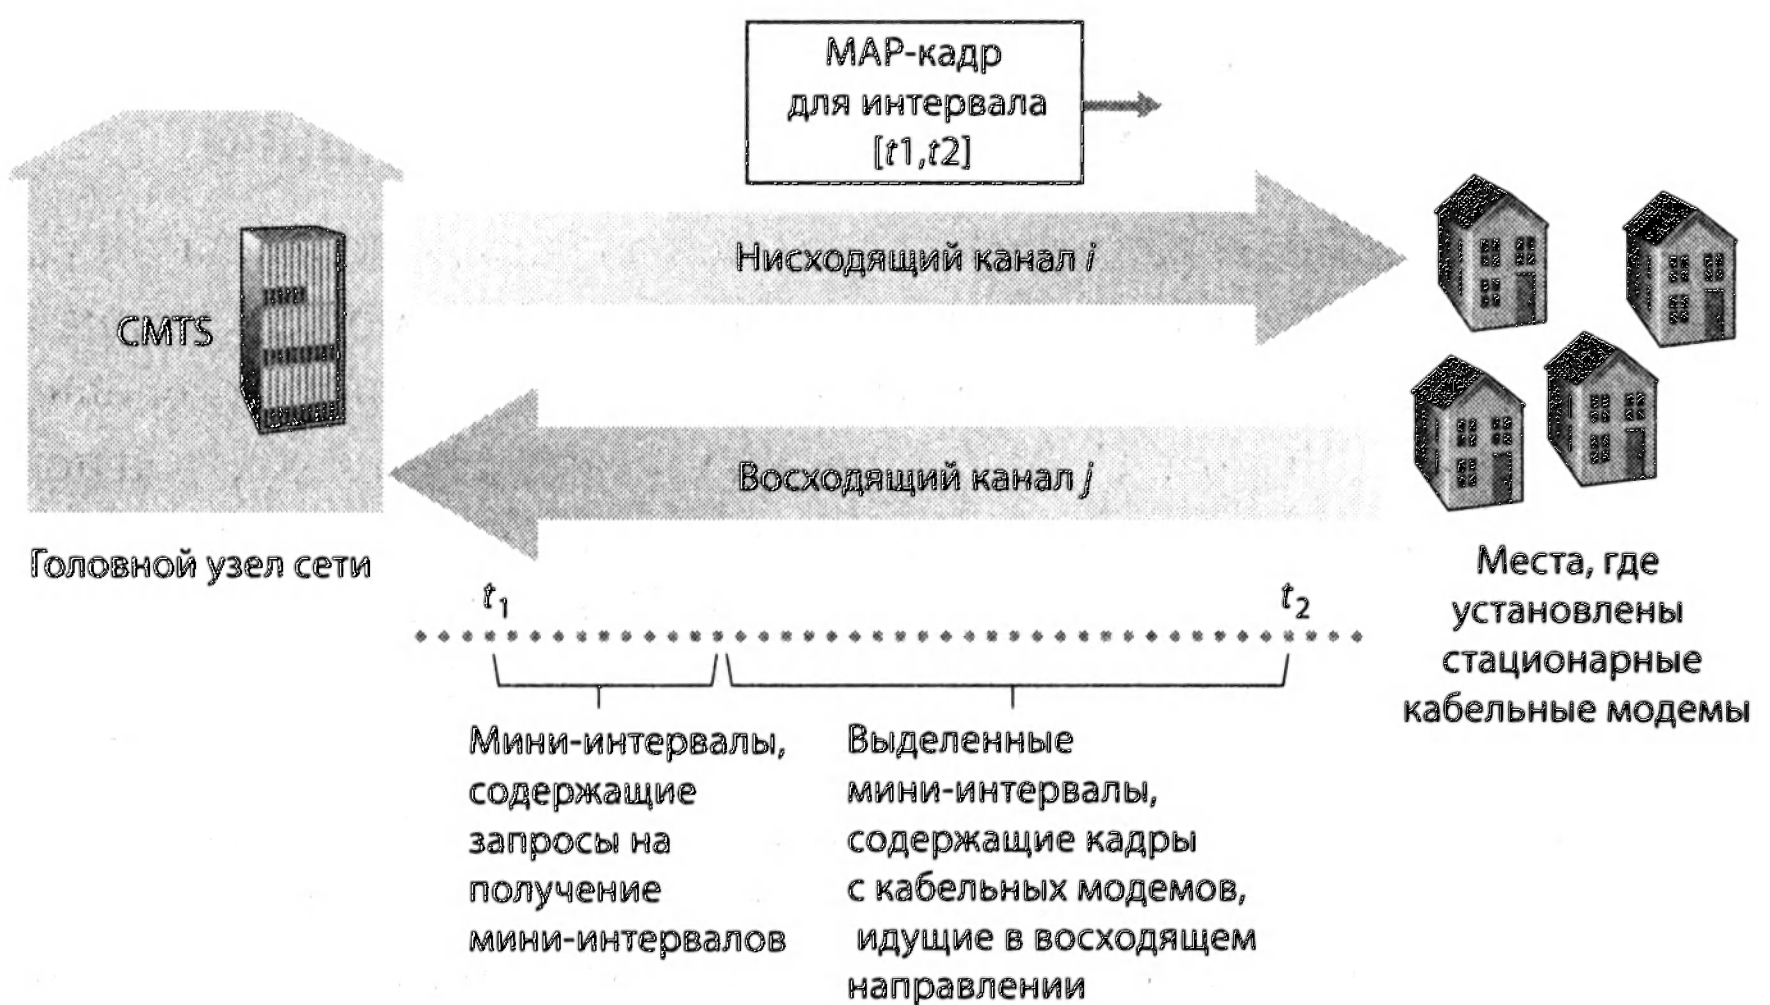 МАР-кадр
для интервала
[t1,t2]
Нисходящий канал i
CMTS
Восходящий канал j
Головной узел сети
Места, где
установлены
стационарные
кабельные модемы
t1
t2
Мини-интервалы,
содержащие
запросы на
получение
мини-интервалов
Выделенные
мини-интервалы,
содержащие кадры
с кабельных модемов,
идущие в восходящем
направлении